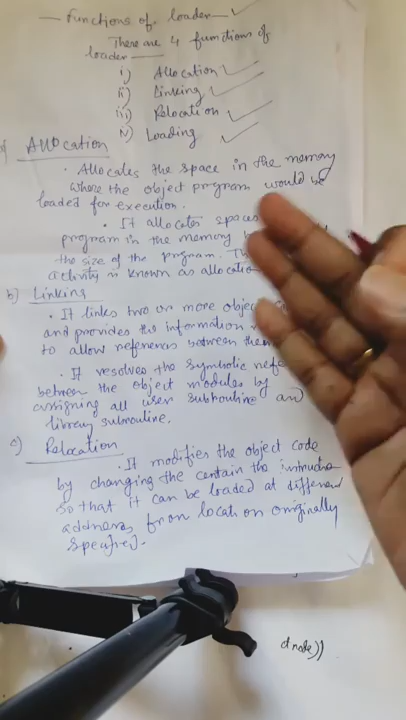 — Functions of loader —
There are 4 functions of
loader —
i) Allocation
ii) Linking
iii) Relocation
iv) Loading
a) Allocation
• Allocates the space in the memory
where the object program would be
loaded for execution.
• It allocates spaces
program in the memory
the size of the program.
activity is known as allocation
b) Linking
• It links two or more object
and provides the information
to allow references between them
• It resolves the symbolic
between the object modules by
assigning all user subroutine and
library subroutine.
c) Relocation
• It modifies the object code
by changing the certain the
so that it can be loaded at different
address from location originally
specified.